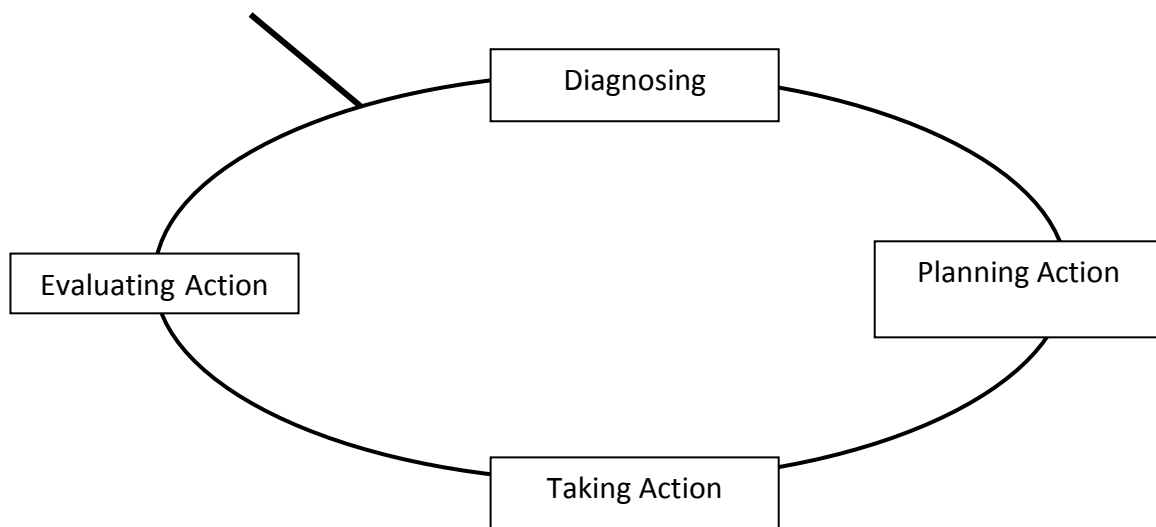 Diagnosing
Evaluating Action
Planning Action
Taking Action